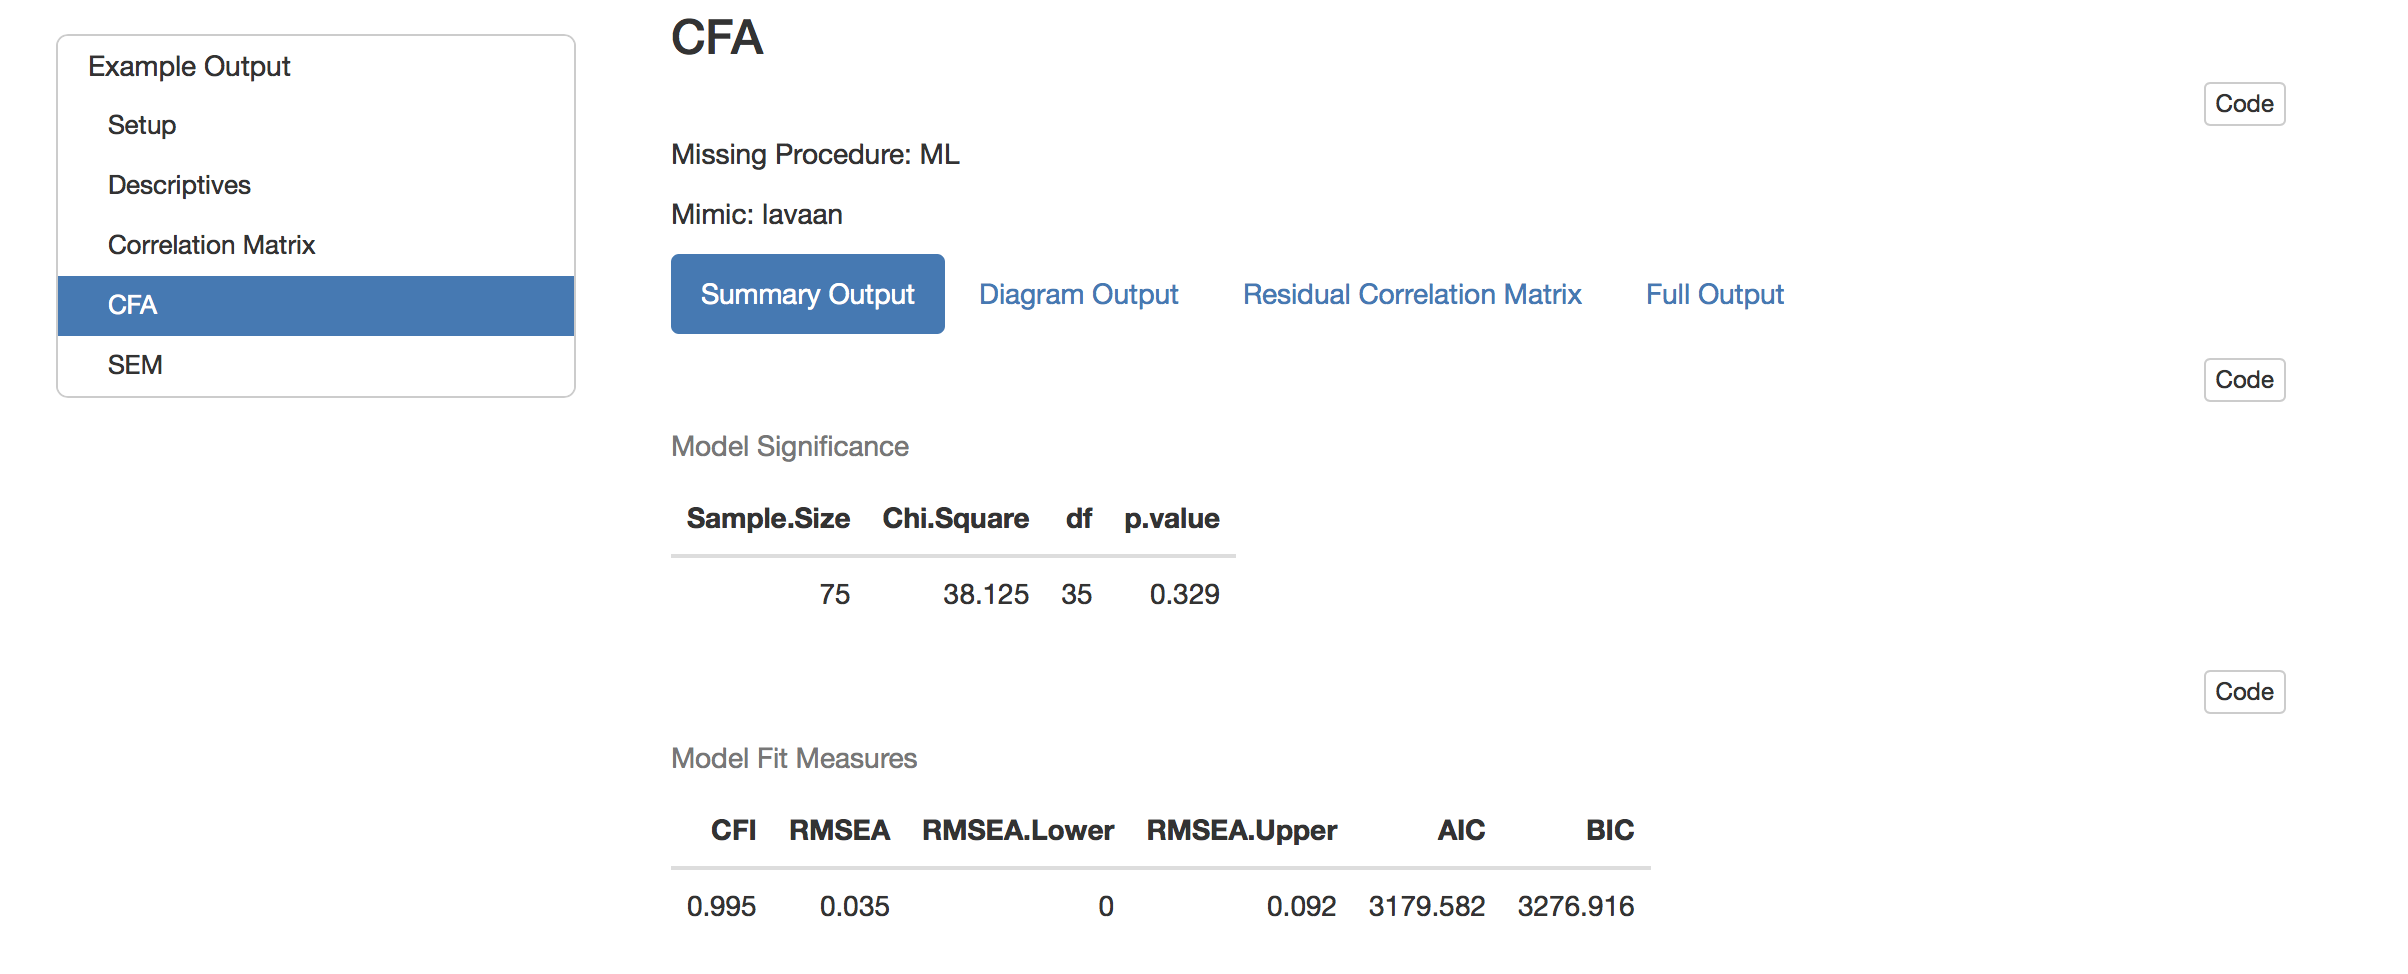 Example Output
Setup
Descriptives
Correlation Matrix
CFA
SEM
CFA
Code
Missing Procedure: ML
Mimic: lavaan
Summary Output Diagram Output Residual Correlation Matrix Full Output
Code
Model Significance
Sample.Size Chi.Square df p.value
75 38.125 35 0.329
Code
Model Fit Measures
CFI RMSEA RMSEA.Lower RMSEA.Upper AIC BIC
0.995 0.035 0 0.092 3179.582 3276.916